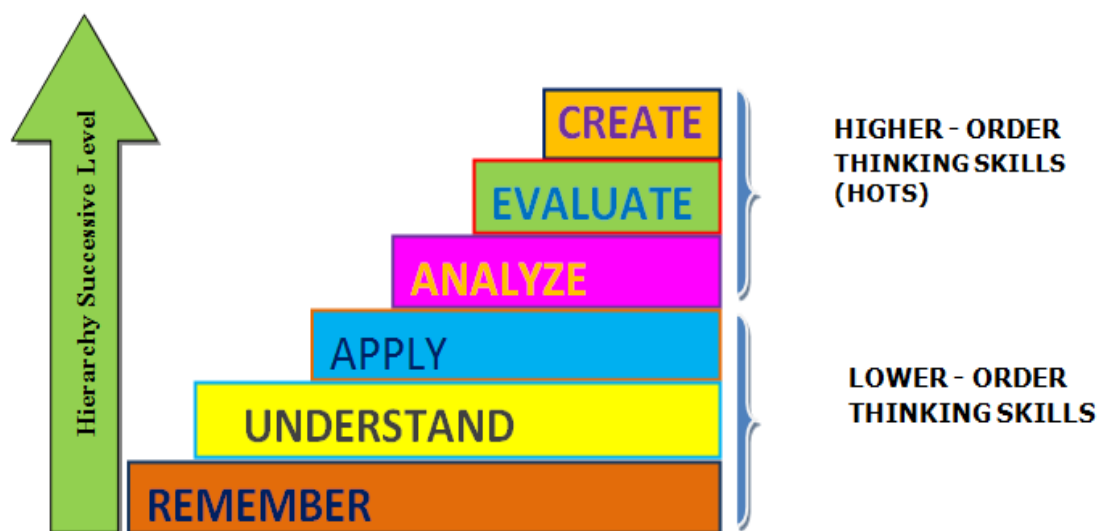 Hierarchy Successive Level
CREATE
EVALUATE
ANALYZE
APPLY
UNDERSTAND
REMEMBER
HIGHER - ORDER
THINKING SKILLS
(HOTS)
LOWER - ORDER
THINKING SKILLS